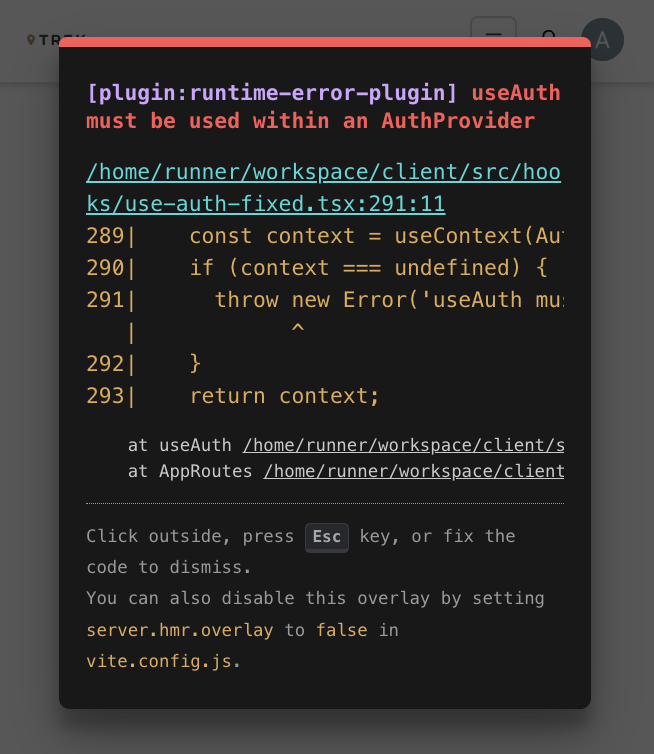 A
[plugin:runtime-error-plugin] useAuth
must be used within an AuthProvider
/home/runner/workspace/client/src/hoo
ks/use-auth-fixed.tsx:291:11
289|    const context = useContext(Au
290|    if (context === undefined) {
291|      throw new Error('useAuth mu
   |            ^
292|    }
293|    return context;
at useAuth /home/runner/workspace/client/s
at AppRoutes /home/runner/workspace/client
Click outside, press Esc key, or fix the
code to dismiss.
You can also disable this overlay by setting
server.hmr.overlay to false in
vite.config.js.